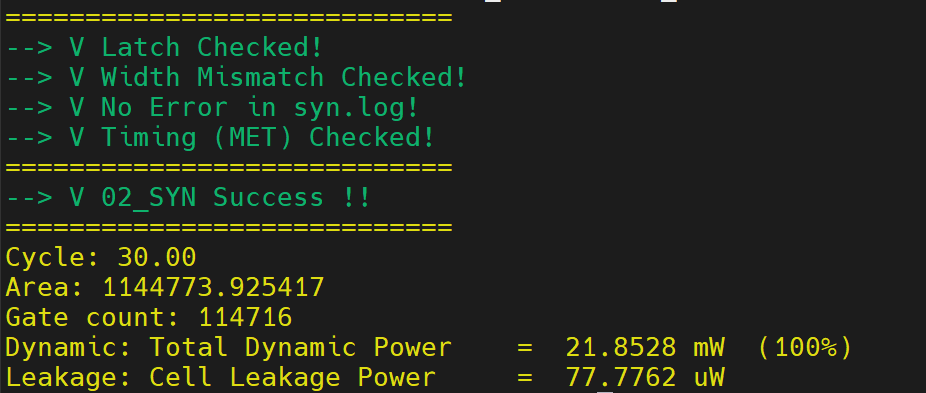 ============================
--> V Latch Checked!
--> V Width Mismatch Checked!
--> V No Error in syn.log!
--> V Timing (MET) Checked!
============================
--> V 02_SYN Success !!
============================
Cycle: 30.00
Area: 1144773.925417
Gate count: 114716
Dynamic: Total Dynamic Power    =  21.8528 mW  (100%)
Leakage: Cell Leakage Power     =  77.7762 uW